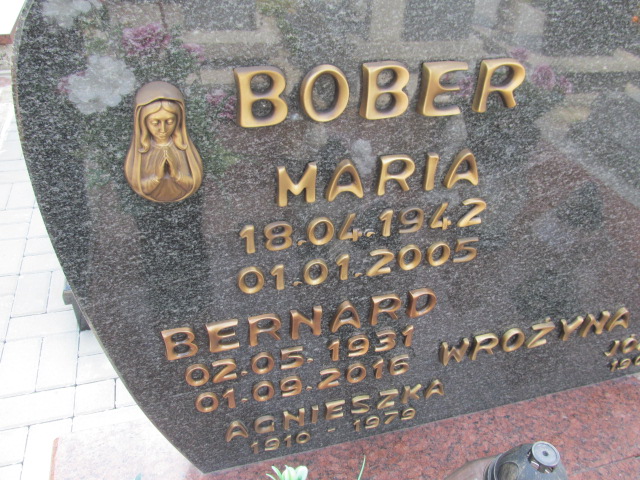 BOBER
MARIA
18.04.1942
01.01.2005
BERNARD
02.05.1931
01.09.2016
AGNIESZKA
1910 - 1979
WROŻYNA